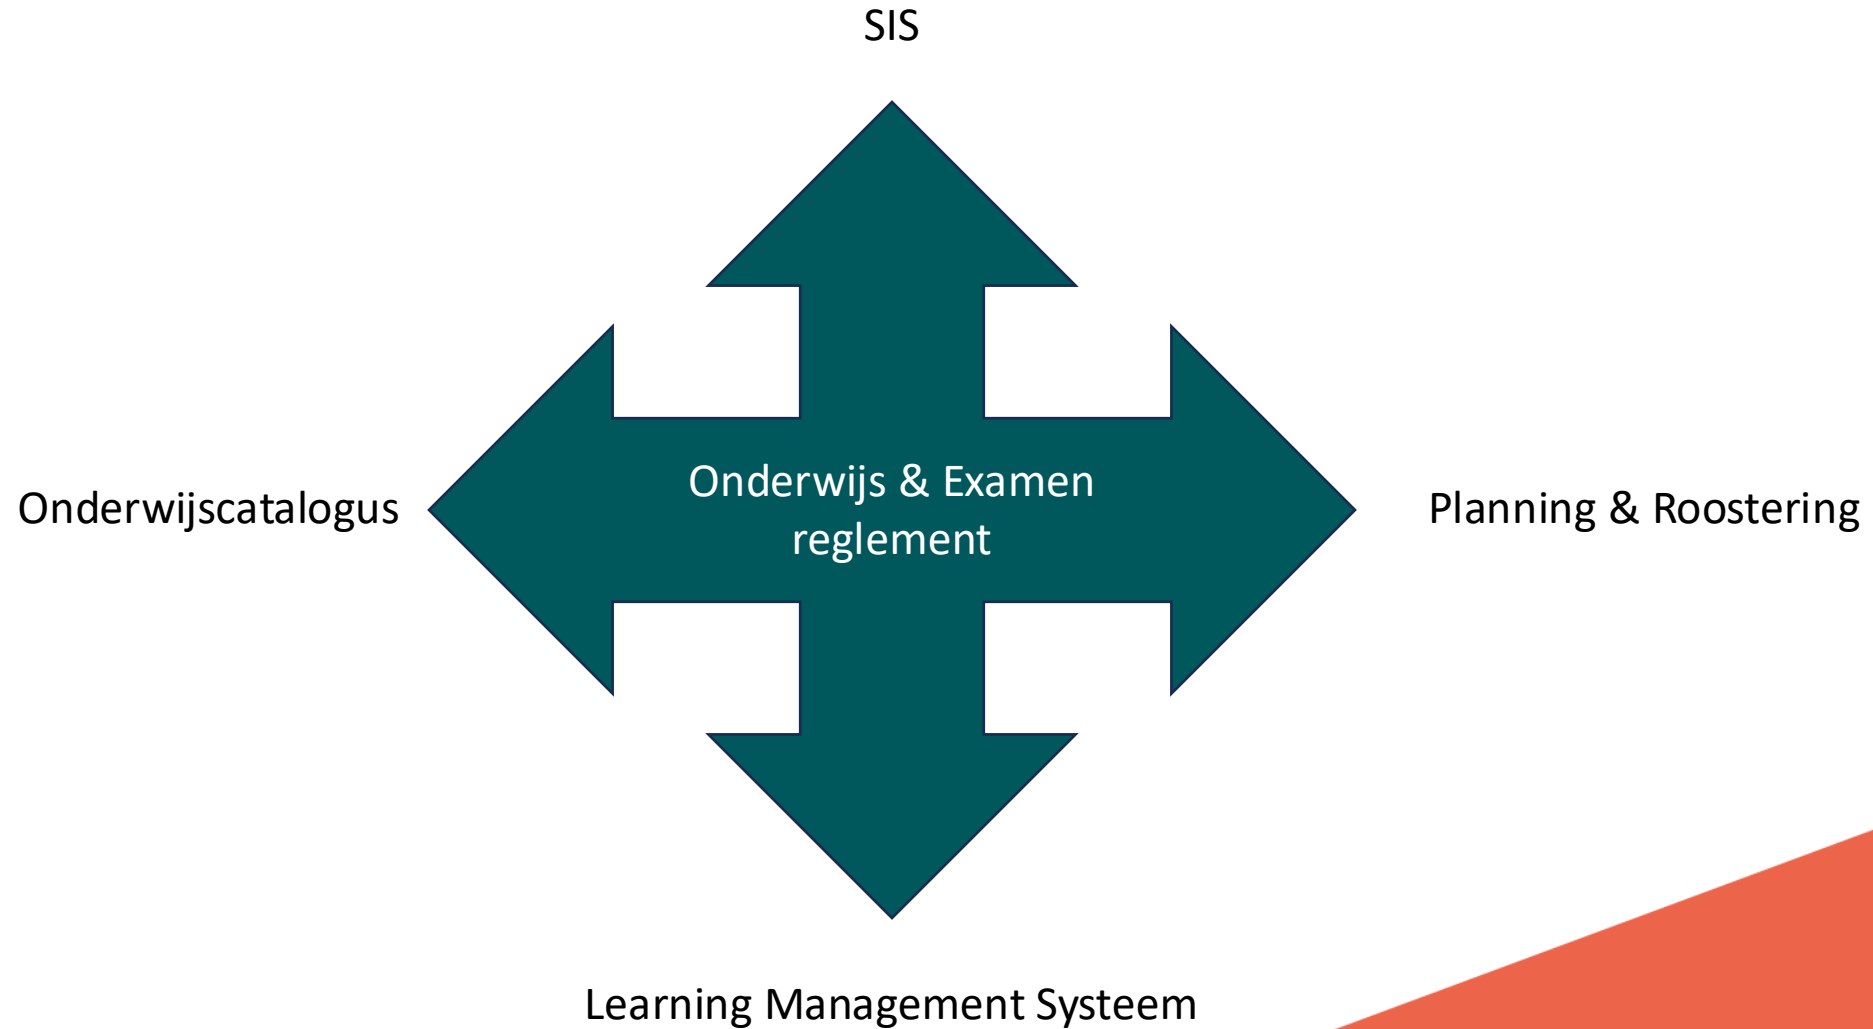 SIS
Onderwijscatalogus
Onderwijs & Examen
reglement
Planning & Roostering
Learning Management Systeem